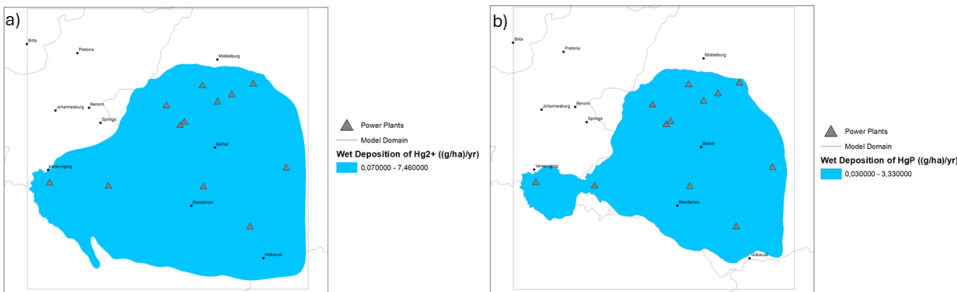 a)
Brits
Pretoria
Middelburg
Johannesburg
Benoni
Springs
Bethal
Vereeniging
Standerton
Volksrust
Power Plants
Model Domain
Wet Deposition of Hg2+ ((g/ha)/yr)
0,070000 - 7,460000
b)
Brits
Pretoria
Middelburg
Johannesburg
Benoni
Springs
Bethal
Vereeniging
Standerton
Volksrust
Power Plants
Model Domain
Wet Deposition of HgP ((g/ha)/yr)
0,030000 - 3,330000